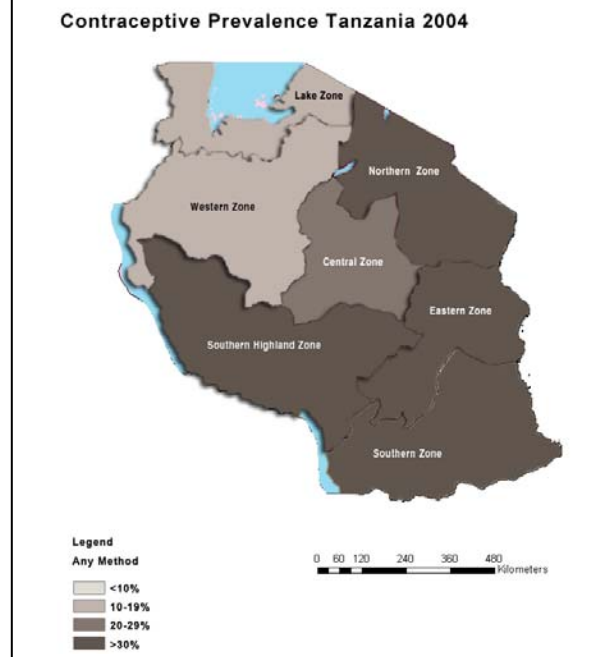 Contraceptive Prevalence Tanzania 2004
Lake Zone
Northern Zone
Western Zone
Central Zone
Eastern Zone
Southern Highland Zone
Southern Zone
Legend
Any Method
<10%
10-19%
20-29%
>30%
0 60 120 240 360 480
Kilometers